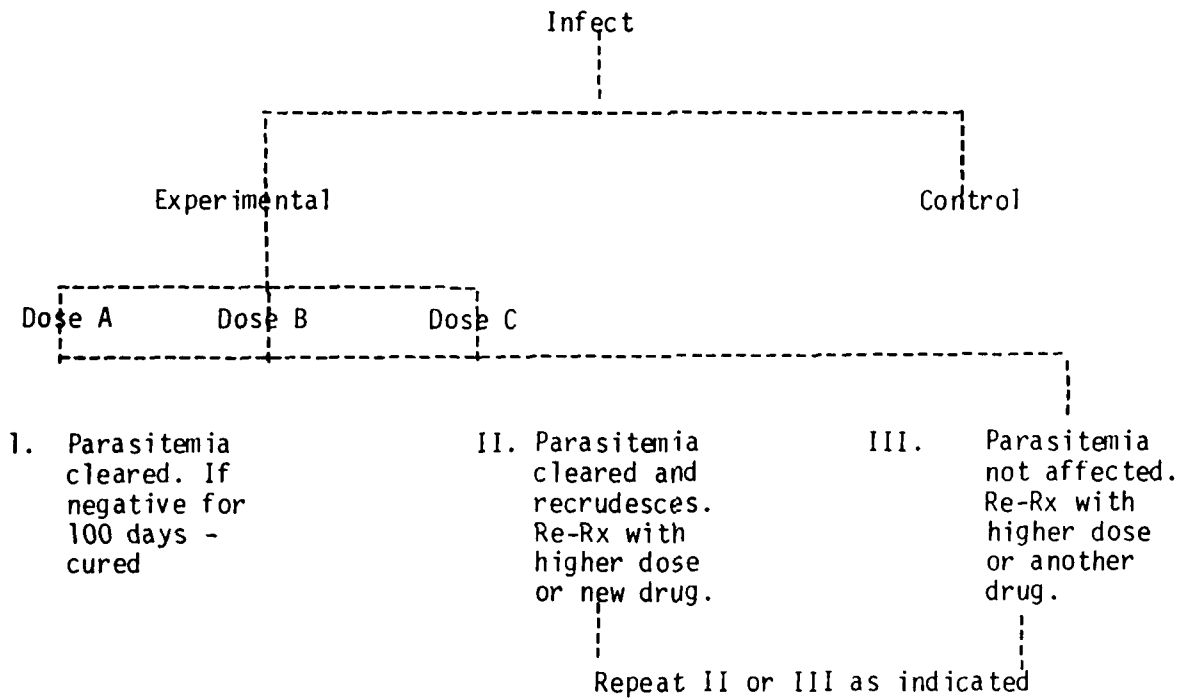 Infect
Experimental Control
Dose A Dose B Dose C
1. Parasitemia
cleared. If
negative for
100 days -
cured
II. Parasitemia
cleared and
recrudesces.
Re-Rx with
higher dose
or new drug.
III. Parasitemia
not affected.
Re-Rx with
higher dose
or another
drug.
Repeat II or III as indicated